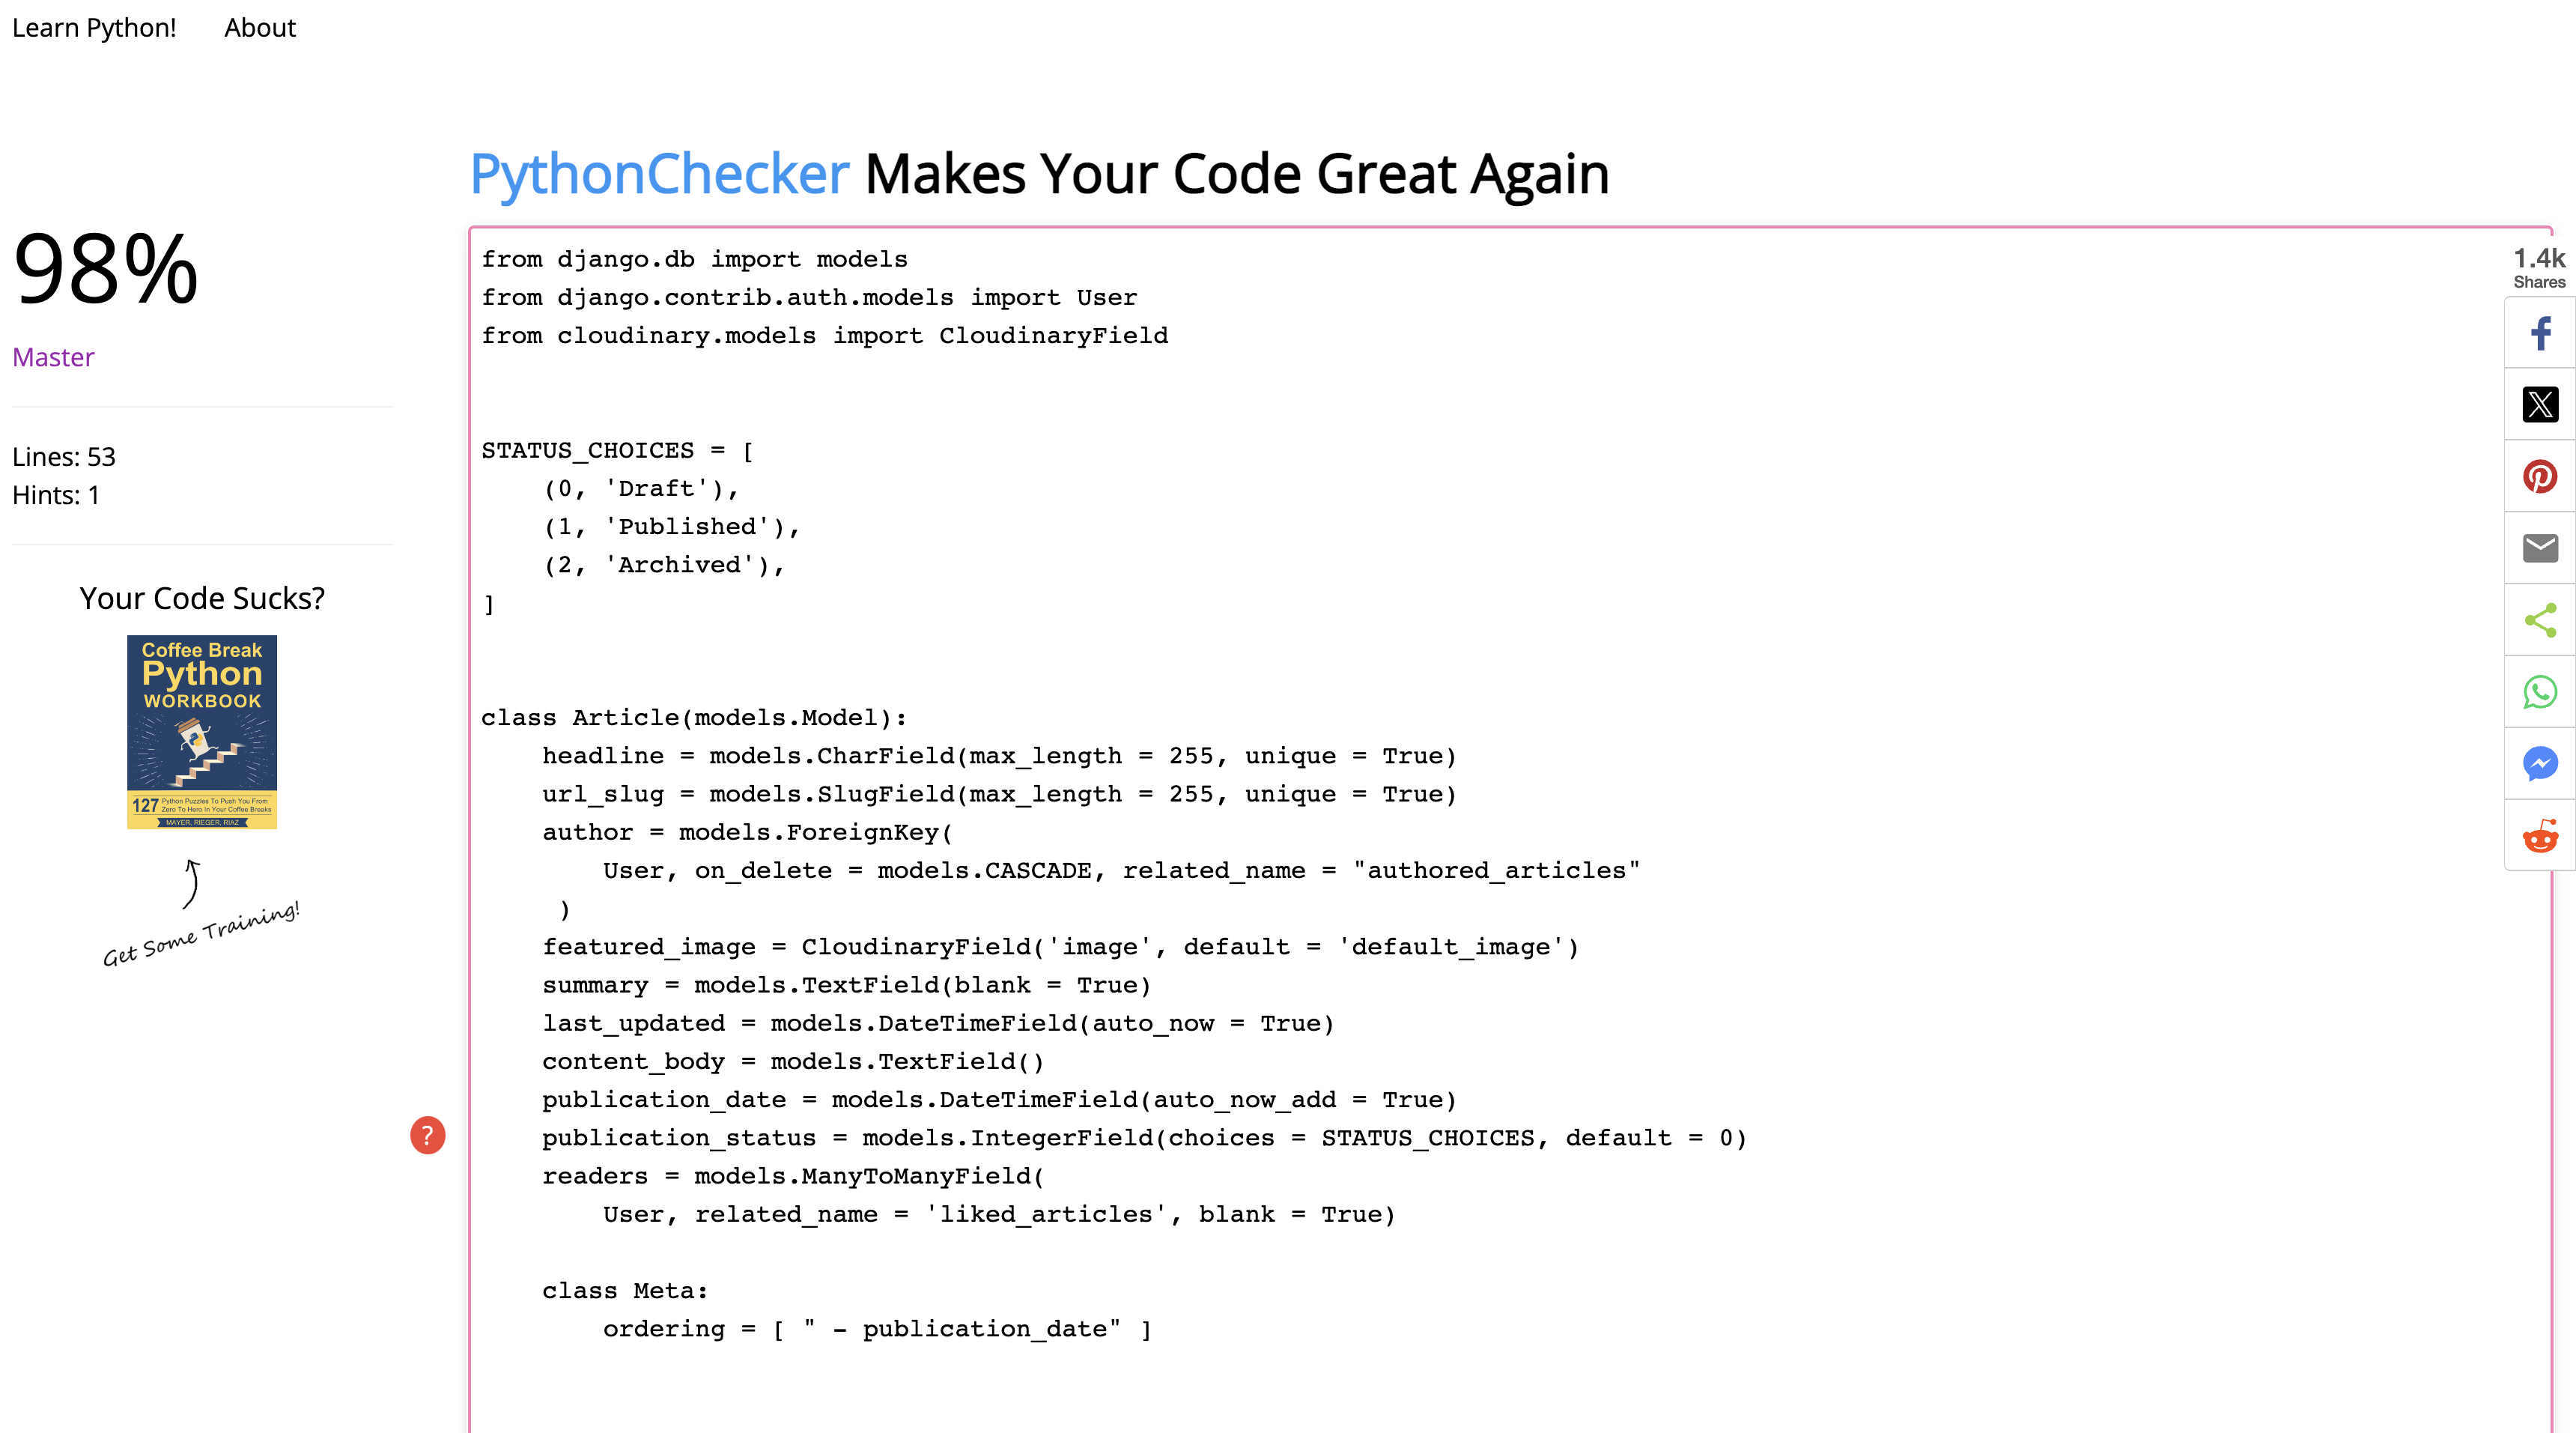 Learn Python! About
PythonChecker Makes Your Code Great Again
98%
Master
Lines: 53
Hints: 1
Your Code Sucks?
Coffee Break
Python
WORKBOOK
127 Python Puzzles To Push You From
Zero To Hero In Your Coffee Breaks
MAYER, RIEGER, RIAZ
Get Some Training!
?
from django.db import models
from django.contrib.auth.models import User
from cloudinary.models import CloudinaryField
STATUS_CHOICES = [
    (0, 'Draft'),
    (1, 'Published'),
    (2, 'Archived'),
]
class Article(models.Model):
    headline = models.CharField(max_length = 255, unique = True)
    url_slug = models.SlugField(max_length = 255, unique = True)
    author = models.ForeignKey(
        User, on_delete = models.CASCADE, related_name = "authored_articles"
     )
    featured_image = CloudinaryField('image', default = 'default_image')
    summary = models.TextField(blank = True)
    last_updated = models.DateTimeField(auto_now = True)
    content_body = models.TextField()
    publication_date = models.DateTimeField(auto_now_add = True)
    publication_status = models.IntegerField(choices = STATUS_CHOICES, default = 0)
    readers = models.ManyToManyField(
        User, related_name = 'liked_articles', blank = True)
    class Meta:
        ordering = [ " - publication_date" ]
1.4k
Shares